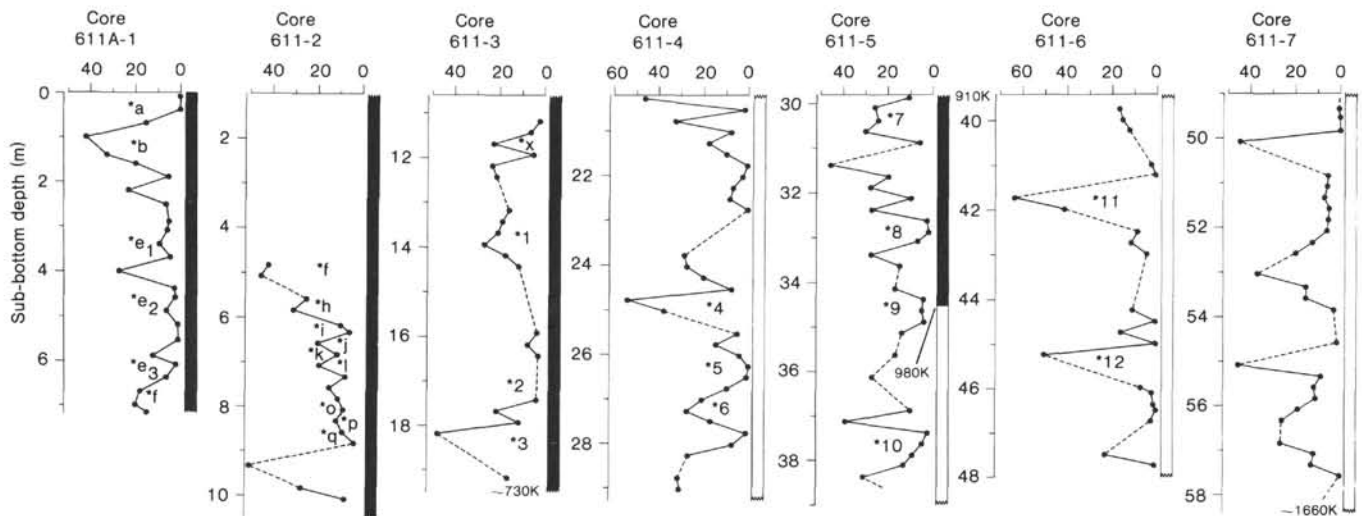 Core Core Core Core Core Core Core
611A-1 611-2 611-3 611-4 611-5 611-6 611-7
40 20 0 40 20 0 40 20 0 60 40 20 0 40 20 0 60 40 20 0 40 20 0
Sub-bottom depth (m)
0
2
4
6
8
*a
*b
*e1
*e2
*e3
*f
2
4
6
8
10
*f
*h
*i
*j
*k
*l
*o
*p
*q
12
14
16
18
*x
*1
*2
*3
~730K
22
24
26
28
*4
*5
*6
30
32
34
36
38
*7
*8
*9
*10
910K
980K
40
42
44
46
48
*11
*12
50
52
54
56
58
~1660K